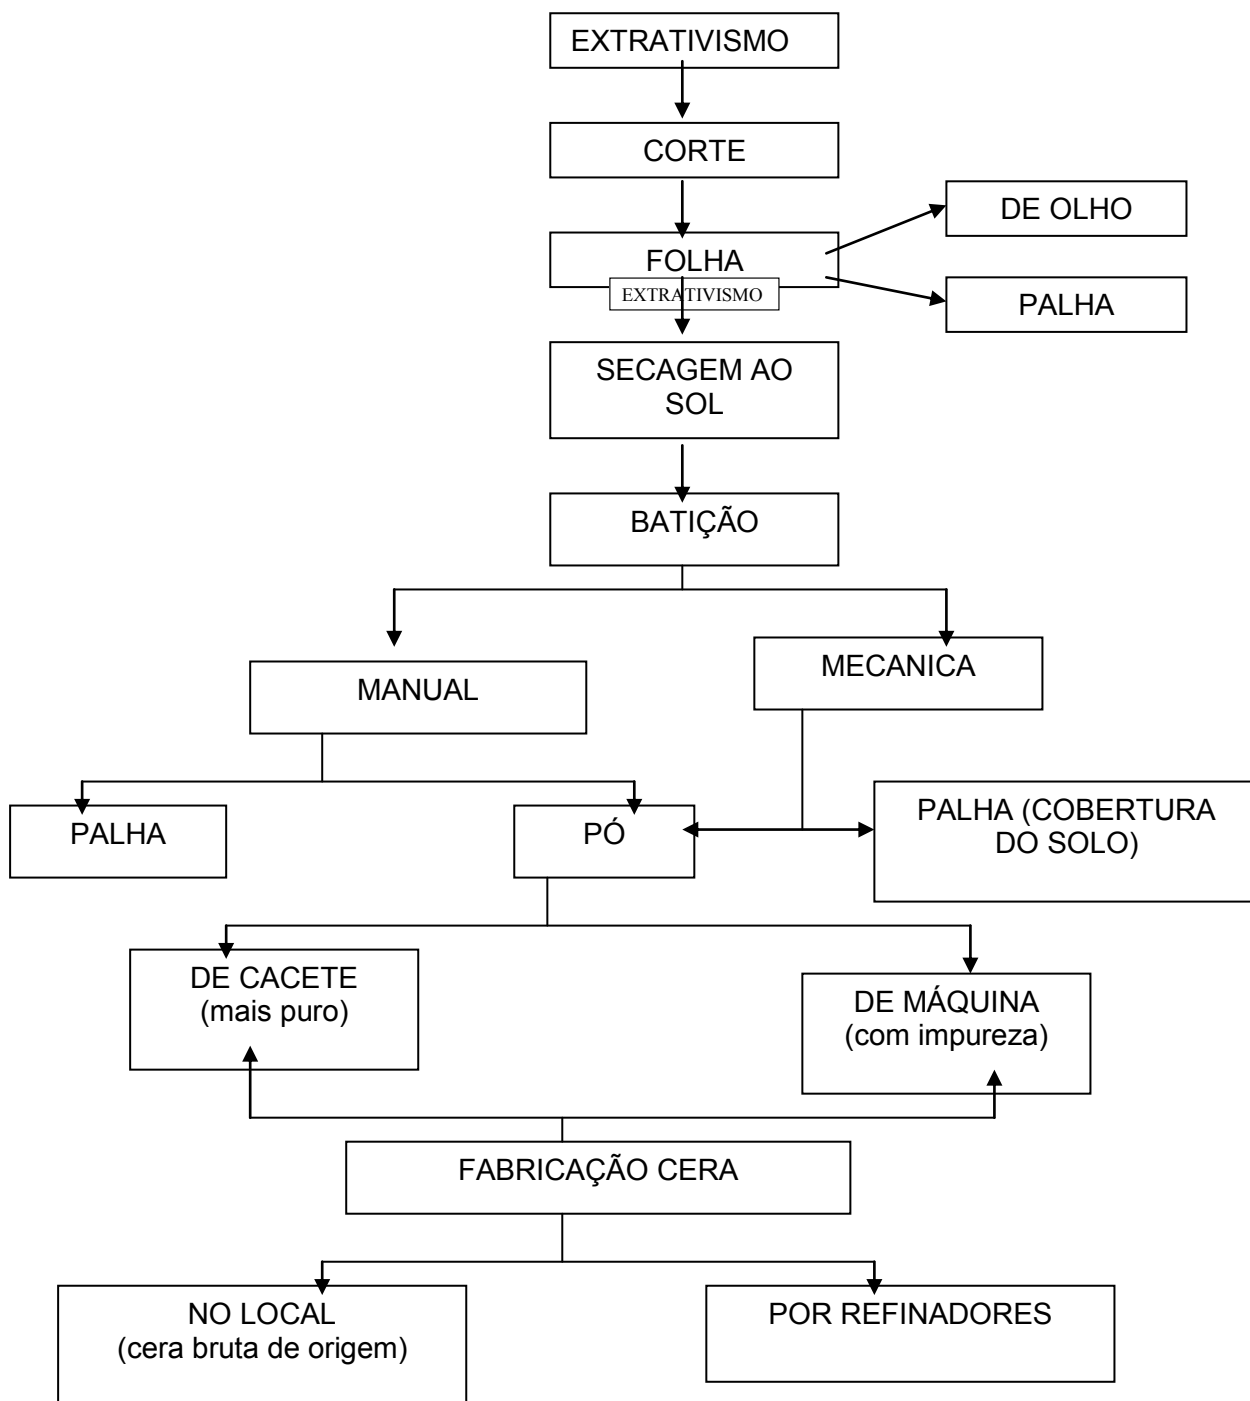 EXTRATIVISMO
CORTE
DE OLHO
FOLHA
EXTRATIVISMO
PALHA
SECAGEM AO
SOL
BATIÇÃO
MANUAL
MECANICA
PALHA
PÓ
PALHA (COBERTURA
DO SOLO)
DE CACETE
(mais puro)
DE MÁQUINA
(com impureza)
FABRICAÇÃO CERA
NO LOCAL
(cera bruta de origem)
POR REFINADORES